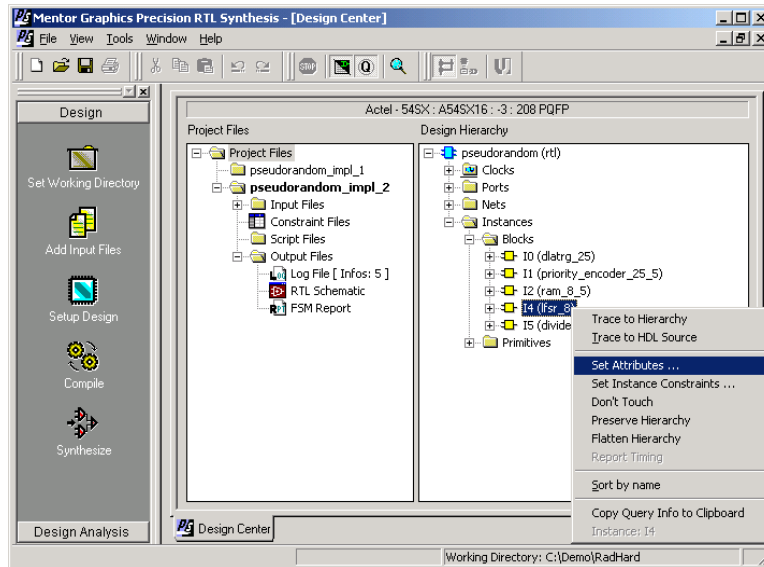 Mentor Graphics Precision RTL Synthesis - [Design Center]
File View Tools Window Help
STOP
Design
Set Working Directory
Add Input Files
Setup Design
Compile
Synthesize
Design Analysis
Actel - 54SX : A54SX16 : -3 : 208 PQFP
Project Files
Project Files
pseudorandom_impl_1
pseudorandom_impl_2
Input Files
Constraint Files
Script Files
Output Files
Log File [ Infos: 5 ]
RTL Schematic
FSM Report
Design Hierarchy
pseudorandom (rtl)
Clocks
Ports
Nets
Instances
Blocks
I0 (dlatrg_25)
I1 (priority_encoder_25_5)
I2 (ram_8_5)
I4 (lfsr_8)
I5 (divide
Primitives
Trace to Hierarchy
Trace to HDL Source
Set Attributes ...
Set Instance Constraints ...
Don't Touch
Preserve Hierarchy
Flatten Hierarchy
Report Timing
Sort by name
Copy Query Info to Clipboard
Instance: I4
Design Center
Working Directory: C:\Demo\RadHard